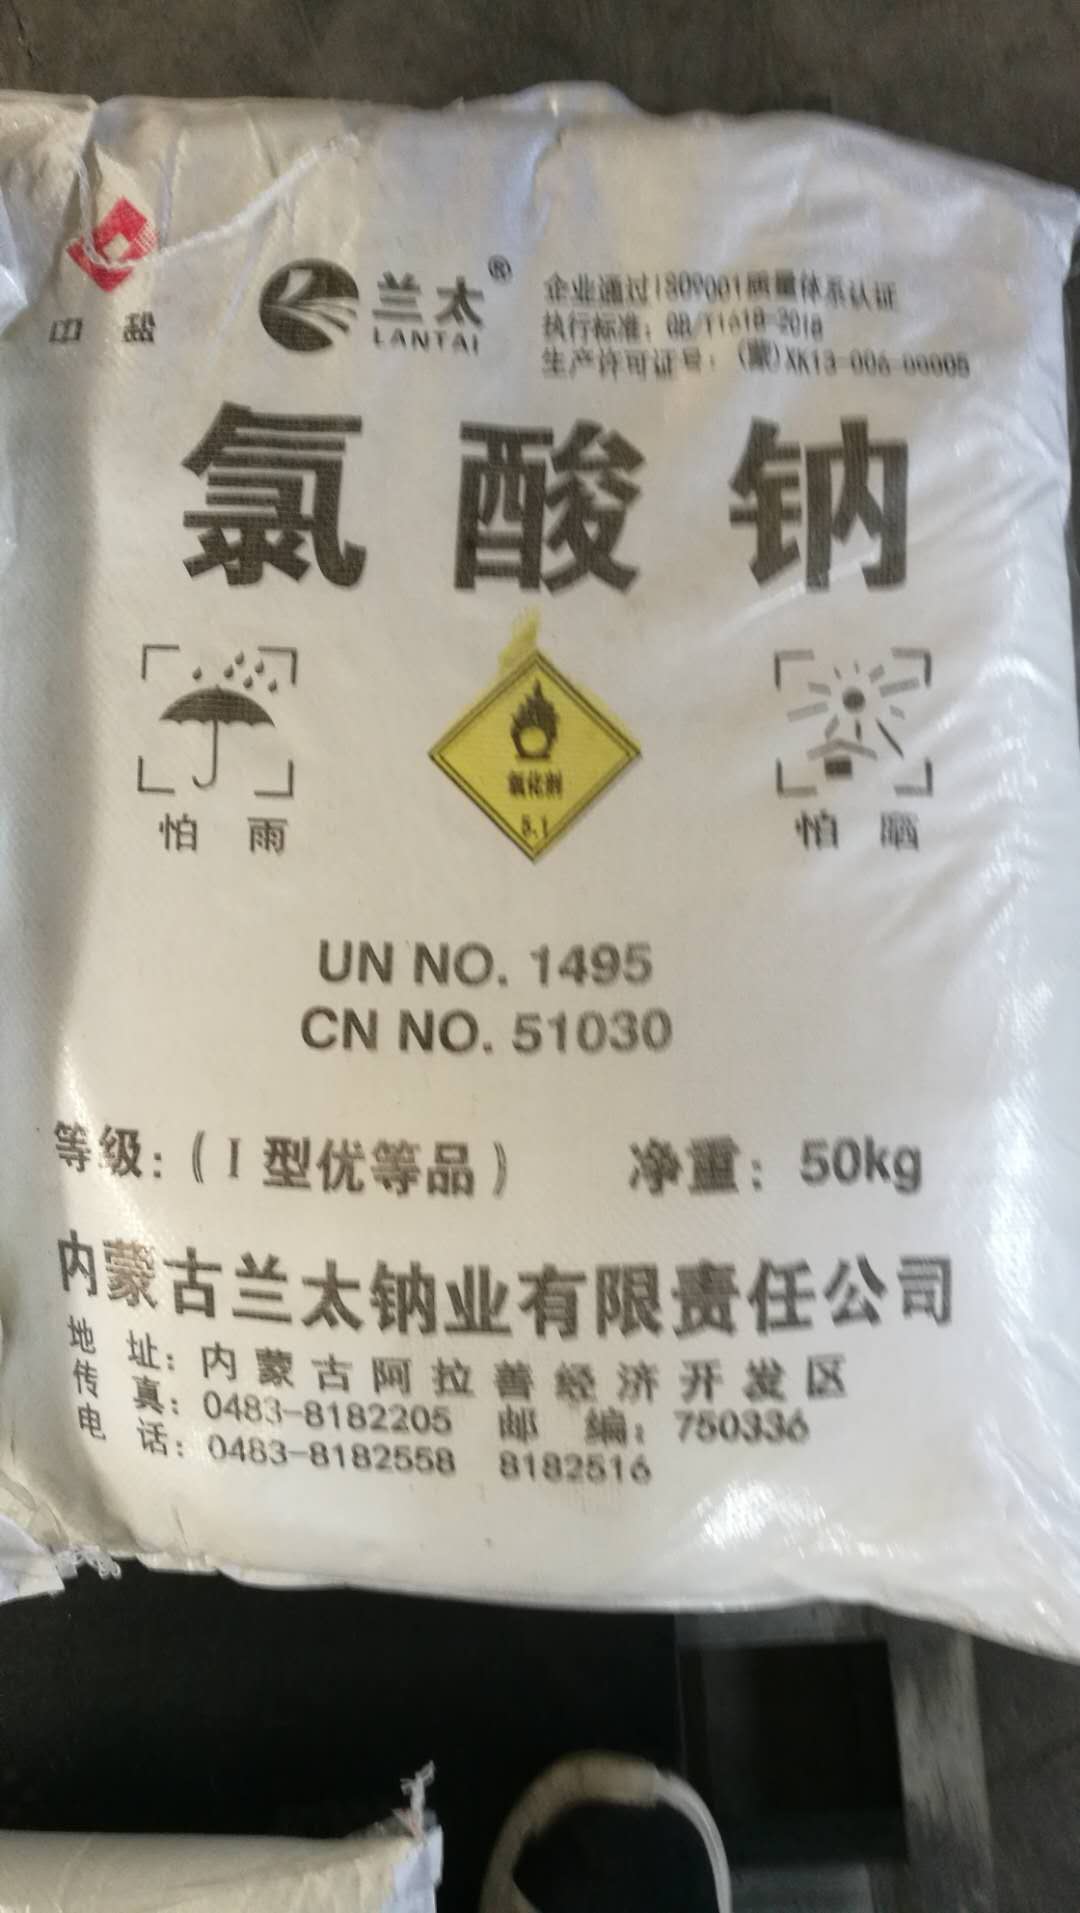 中盐
兰太®
LANTAI
企业通过ISO9001质量体系认证
执行标准：GB/T1618-2018
生产许可证号：(蒙)XK13-006-00005
氯酸钠
氧化剂
5.1
怕雨
怕晒
UN NO. 1495
CN NO. 51030
等级：(I型优等品) 净重：50kg
内蒙古兰太钠业有限责任公司
地址：内蒙古阿拉善经济开发区
传真：0483-8182205 邮编：750336
电话：0483-8182558 8182516